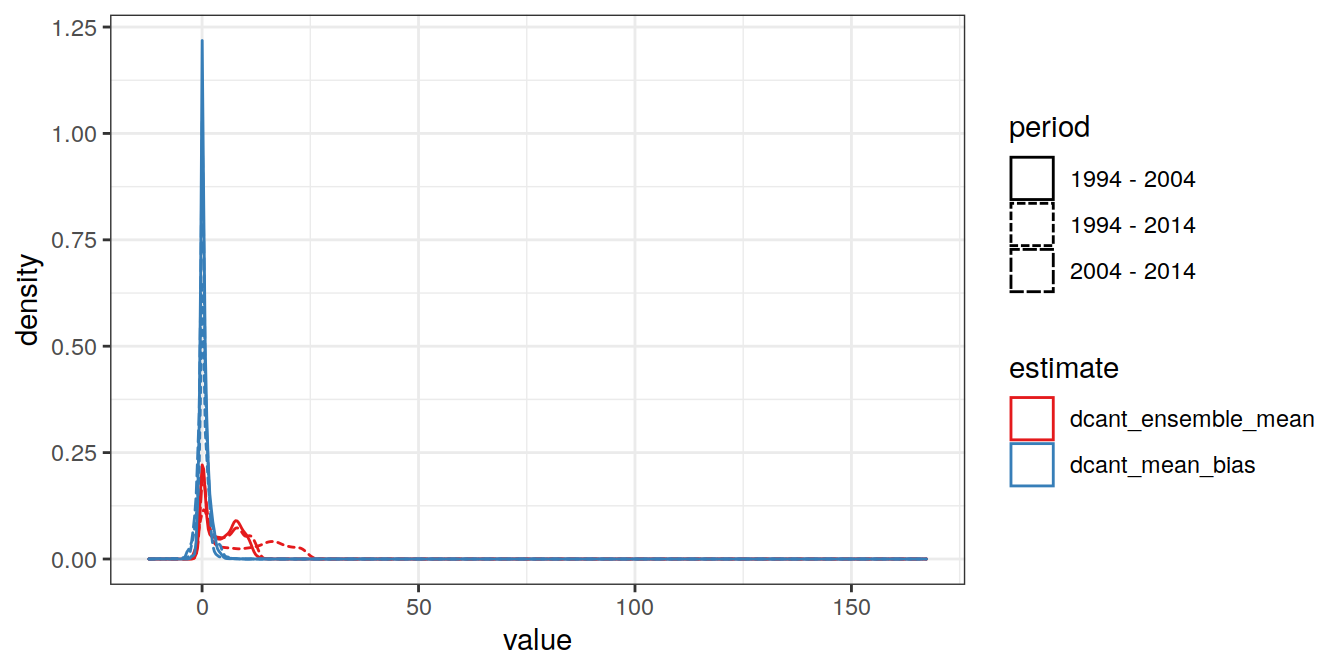 1.25
1.00
0.75
0.50
0.25
0.00
density
0 50 100 150
value
period
1994 - 2004
1994 - 2014
2004 - 2014
estimate
dcant_ensemble_mean
dcant_mean_bias